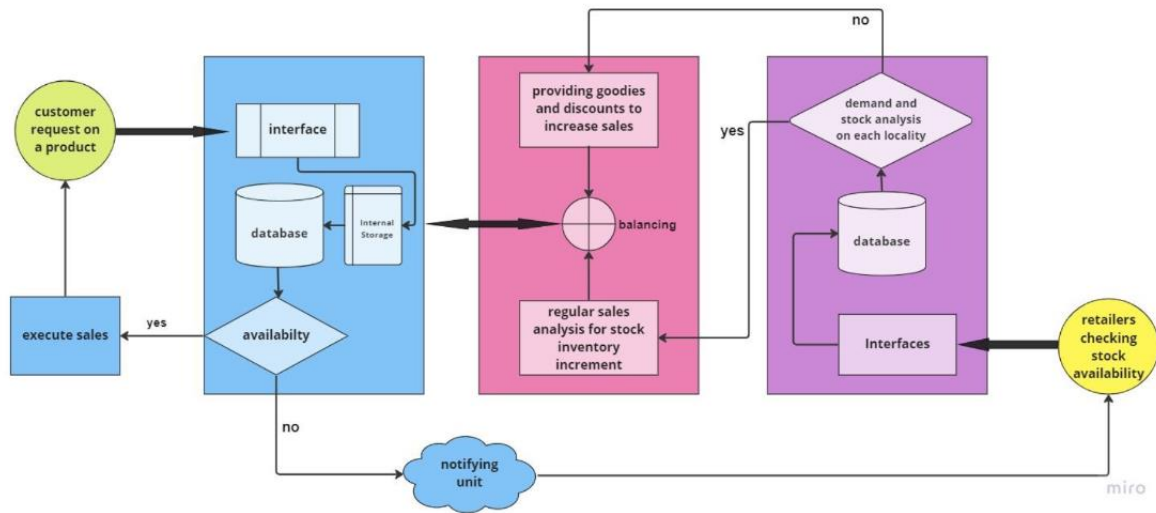 no
customer
request on
a product
interface
Internal
Storage
database
availabilty
yes
execute sales
no
notifying
unit
providing goodies
and discounts to
increase sales
balancing
regular sales
analysis for stock
inventory
increment
yes
demand and
stock analysis
on each locality
database
Interfaces
retailers
checking
stock
availability
miro